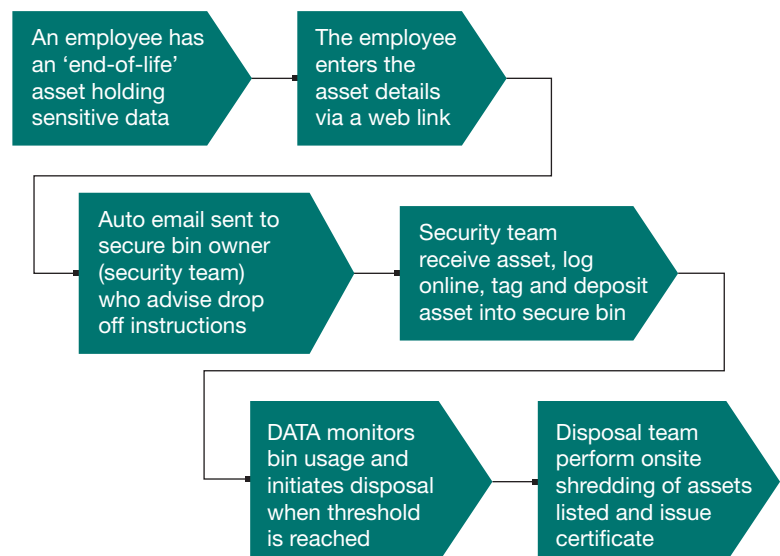 An employee has
an ‘end-of-life’
asset holding
sensitive data
The employee
enters the
asset details
via a web link
Auto email sent to
secure bin owner
(security team)
who advise drop
off instructions
Security team
receive asset, log
online, tag and deposit
asset into secure bin
DATA monitors
bin usage and
initiates disposal
when threshold
is reached
Disposal team
perform onsite
shredding of assets
listed and issue
certificate